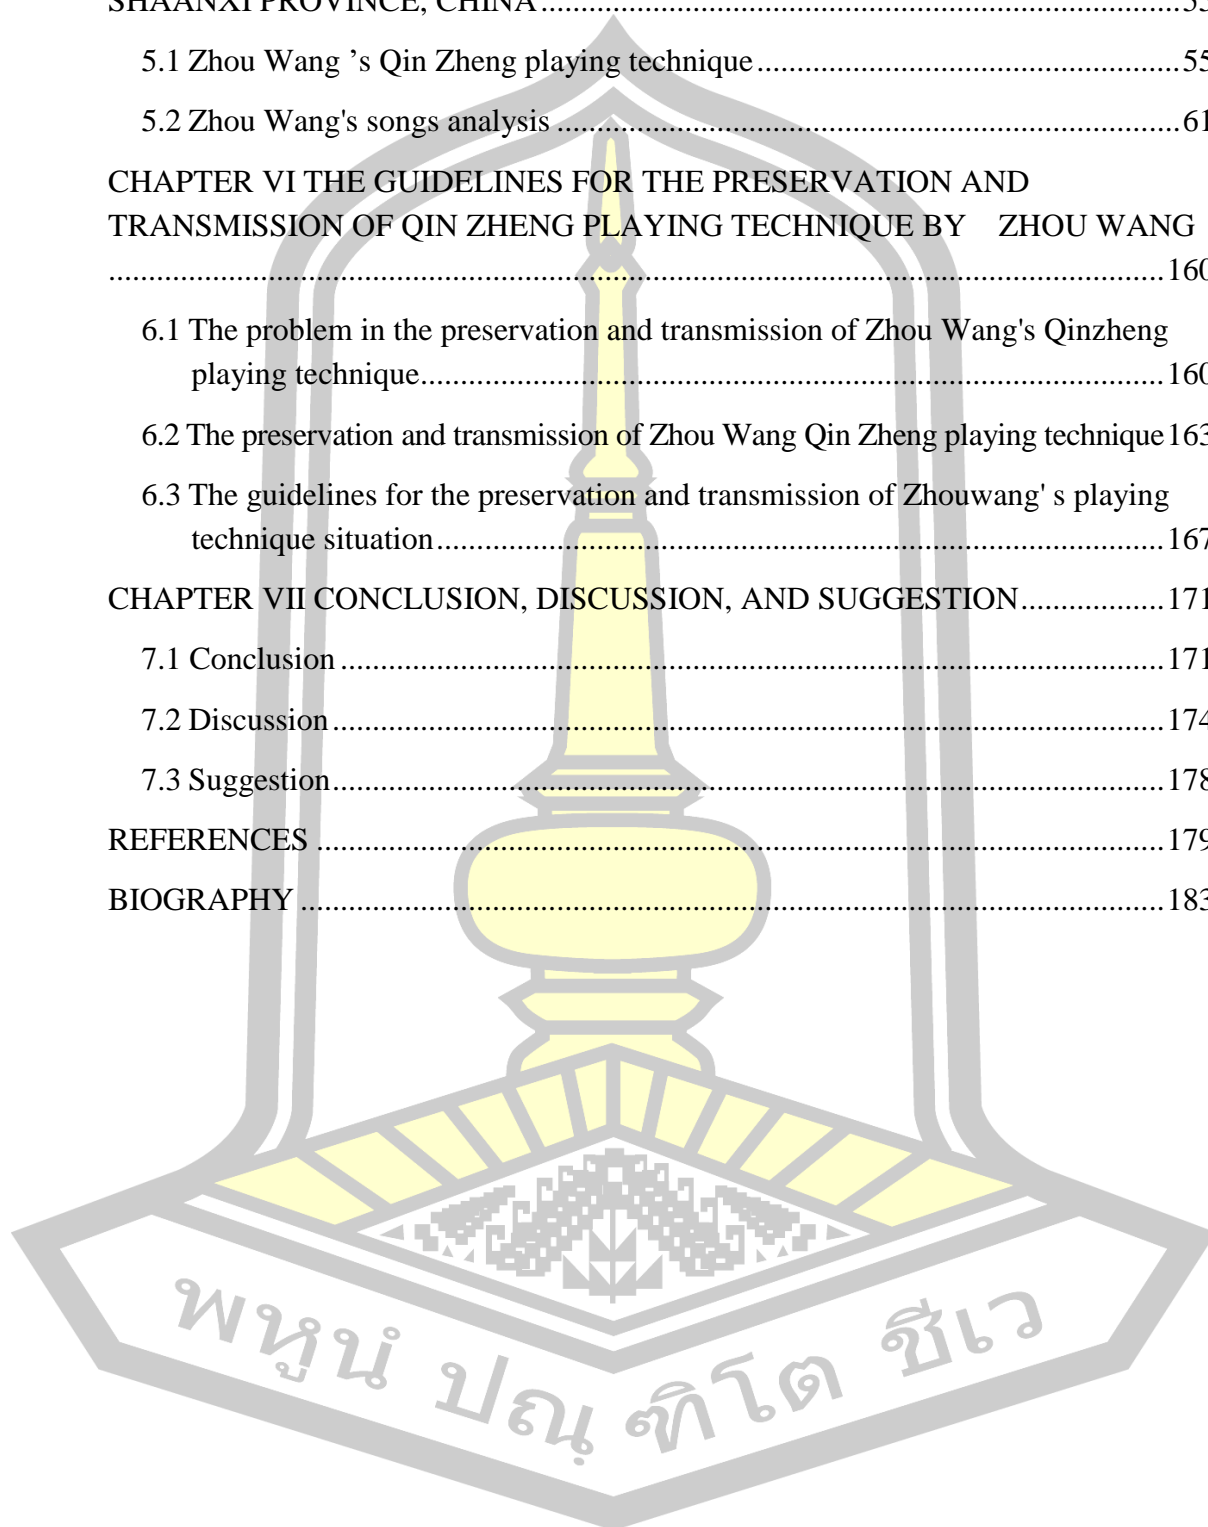 SHAANXI PROVINCE, CHINA........................................................................53
5.1 Zhou Wang ’s Qin Zheng playing technique................................................55
5.2 Zhou Wang's songs analysis ......................................................................61
CHAPTER VI THE GUIDELINES FOR THE PRESERVATION AND
TRANSMISSION OF QIN ZHENG PLAYING TECHNIQUE BY ZHOU WANG
........................................................................................................................160
6.1 The problem in the preservation and transmission of Zhou Wang's Qinzheng
playing technique...................................................................................160
6.2 The preservation and transmission of Zhou Wang Qin Zheng playing technique163
6.3 The guidelines for the preservation and transmission of Zhouwang' s playing
technique situation.................................................................................167
CHAPTER VII CONCLUSION, DISCUSSION, AND SUGGESTION................171
7.1 Conclusion ............................................................................................171
7.2 Discussion .............................................................................................174
7.3 Suggestion.............................................................................................178
REFERENCES ..............................................................................................179
BIOGRAPHY ................................................................................................183
พหูนํ ปณฺฑิโต ชีเว